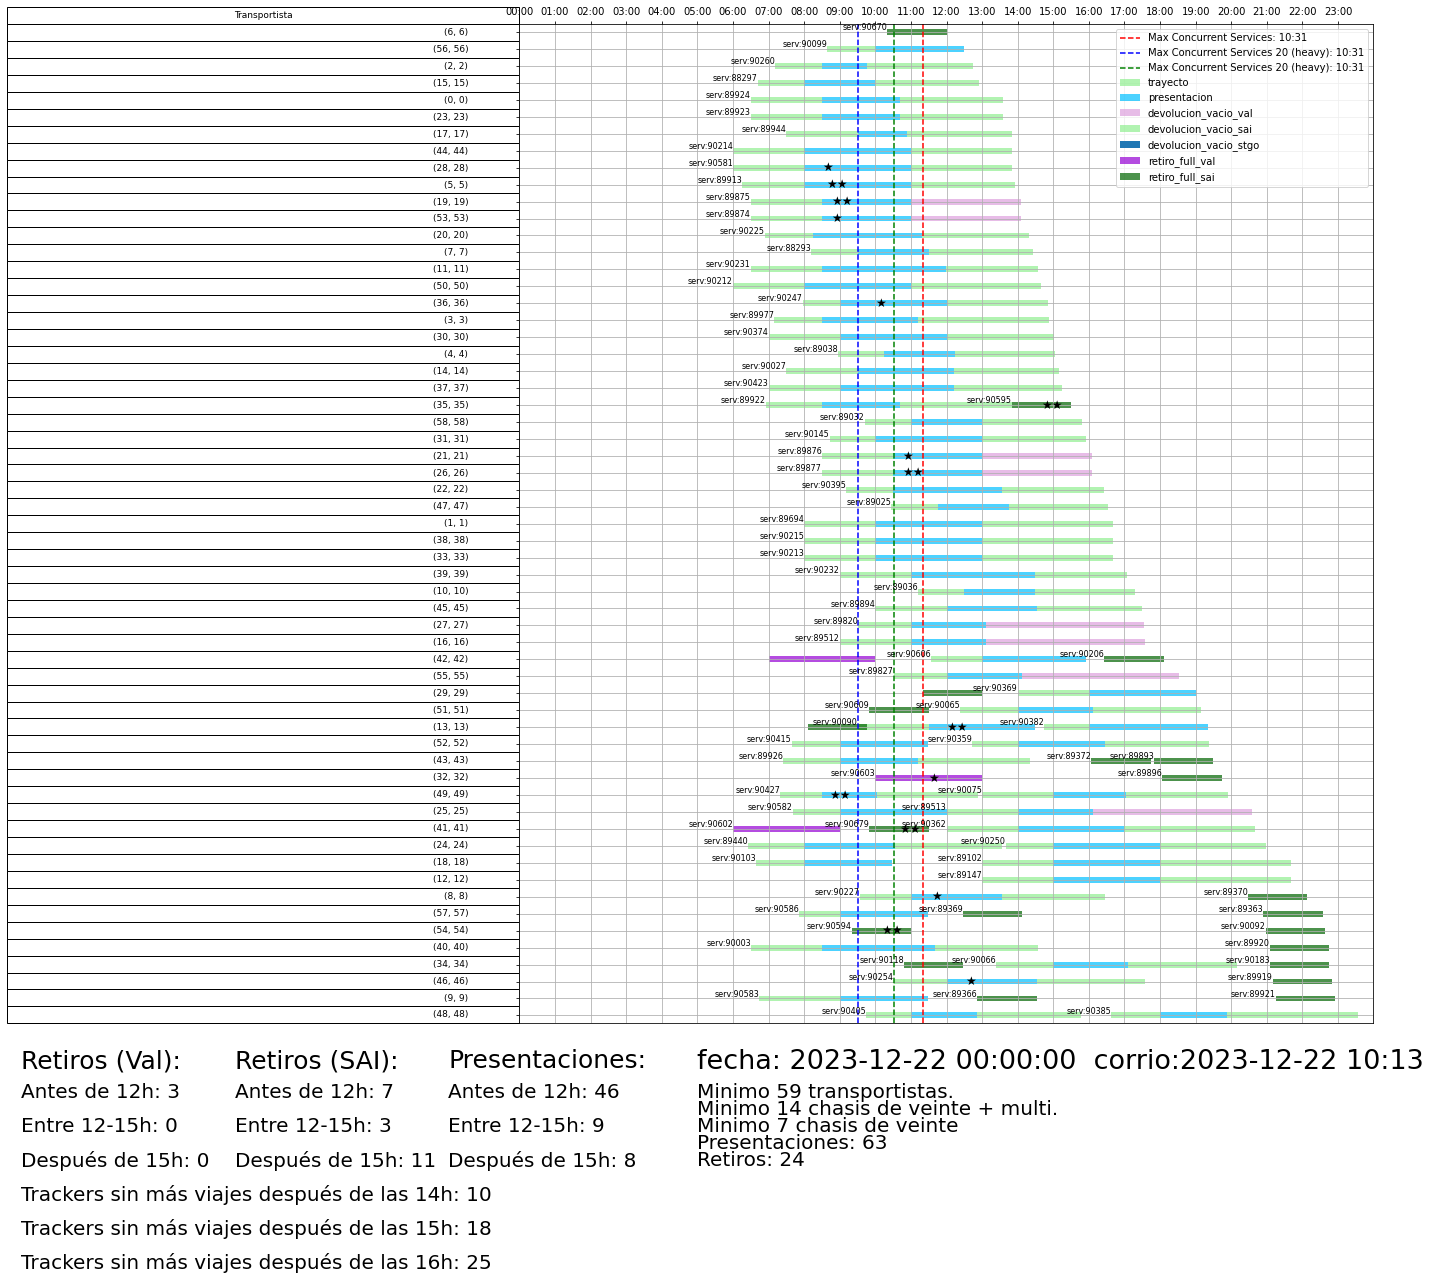 Transportista 00:00 01:00 02:00 03:00 04:00 05:00 06:00 07:00 08:00 09:00 10:00 11:00 12:00 13:00 14:00 15:00 16:00 17:00 18:00 19:00 20:00 21:00 22:00 23:00
(6, 6) serv:90670
(56, 56) serv:90099
(2, 2) serv:90260
(15, 15) serv:88297
(0, 0) serv:89924
(23, 23) serv:89923
(17, 17) serv:89944
(44, 44) serv:90214
(28, 28) serv:90581
(5, 5) serv:89913
(19, 19) serv:89875
(53, 53) serv:89874
(20, 20) serv:90225
(7, 7) serv:88293
(11, 11) serv:90231
(50, 50) serv:90212
(36, 36) serv:90247
(3, 3) serv:89977
(30, 30) serv:90374
(4, 4) serv:89038
(14, 14) serv:90027
(37, 37) serv:90423
(35, 35) serv:89922 serv:90595
(58, 58) serv:89032
(31, 31) serv:90145
(21, 21) serv:89876
(26, 26) serv:89877
(22, 22) serv:90395
(47, 47) serv:89025
(1, 1) serv:89694
(38, 38) serv:90215
(33, 33) serv:90213
(39, 39) serv:90232
(10, 10) serv:89036
(45, 45) serv:89894
(27, 27) serv:89820
(16, 16) serv:89512
(42, 42) serv:90606 serv:90206
(55, 55) serv:89827
(29, 29) serv:90369
(51, 51) serv:90609 serv:90065
(13, 13) serv:90090 serv:90382
(52, 52) serv:90415 serv:90359
(43, 43) serv:89926 serv:89372 serv:89893
(32, 32) serv:90603 serv:89896
(49, 49) serv:90427 serv:90075
(25, 25) serv:90582 serv:89513
(41, 41) serv:90602 serv:90679 serv:90362
(24, 24) serv:89440 serv:90250
(18, 18) serv:90103 serv:89102
(12, 12) serv:89147
(8, 8) serv:90227 serv:89370
(57, 57) serv:90586 serv:89369 serv:89363
(54, 54) serv:90594 serv:90092
(40, 40) serv:90003 serv:89920
(34, 34) serv:90118 serv:90066 serv:90183
(46, 46) serv:90254 serv:89919
(9, 9) serv:90583 serv:89366 serv:89921
(48, 48) serv:90405 serv:90385
Max Concurrent Services: 10:31
Max Concurrent Services 20 (heavy): 10:31
Max Concurrent Services 20 (heavy): 10:31
trayecto
presentacion
devolucion_vacio_val
devolucion_vacio_sai
devolucion_vacio_stgo
retiro_full_val
retiro_full_sai
Retiros (Val):
Antes de 12h: 3
Entre 12-15h: 0
Después de 15h: 0
Retiros (SAI):
Antes de 12h: 7
Entre 12-15h: 3
Después de 15h: 11
Presentaciones:
Antes de 12h: 46
Entre 12-15h: 9
Después de 15h: 8
Trackers sin más viajes después de las 14h: 10
Trackers sin más viajes después de las 15h: 18
Trackers sin más viajes después de las 16h: 25
fecha: 2023-12-22 00:00:00 corrio:2023-12-22 10:13
Minimo 59 transportistas.
Minimo 14 chasis de veinte + multi.
Minimo 7 chasis de veinte
Presentaciones: 63
Retiros: 24